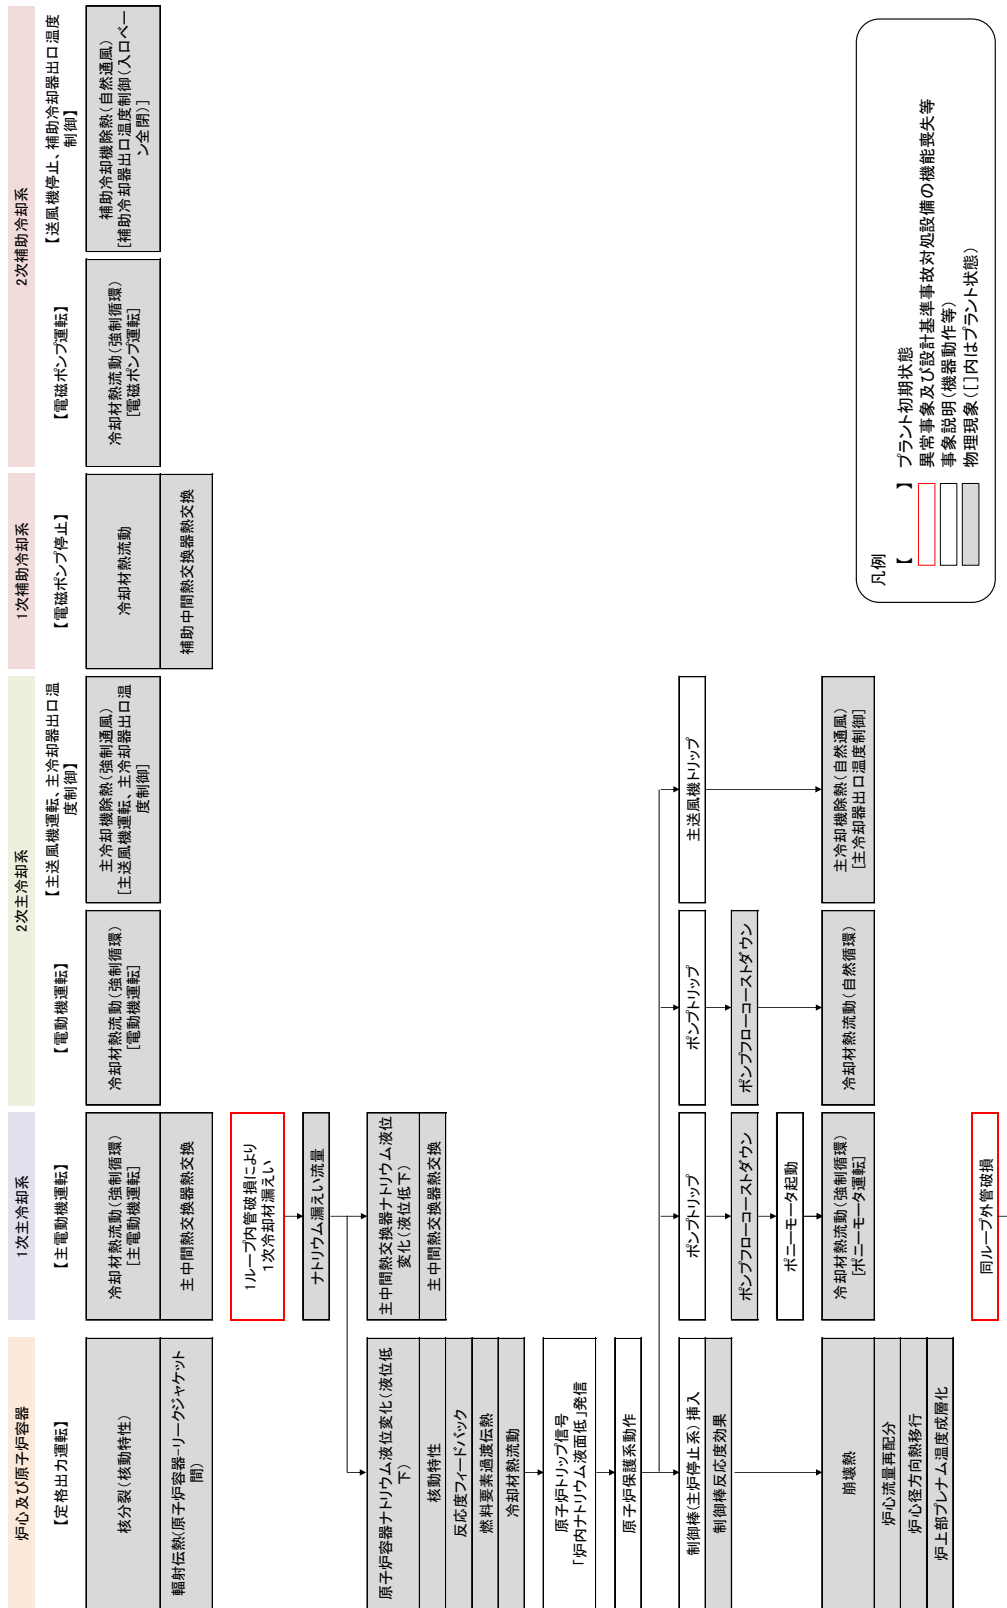 炉心及び原子炉容器
1次主冷却系
2次主冷却系
1次補助冷却系
2次補助冷却系
【定格出力運転】
【主電動機運転】
【電動機運転】
【主送風機運転、主冷却器出口温
度制御】
【電磁ポンプ停止】
【電磁ポンプ運転】
【送風機停止、補助冷却器出口温度
制御】
核分裂(核動特性)
輻射伝熱(原子炉容器-リークジャケット
間)
冷却材熱流動(強制循環)
[主電動機運転]
主中間熱交換器熱交換
冷却材熱流動(強制循環)
[電動機運転]
主冷却機除熱(強制通風)
[主送風機運転、主冷却器出口温
度制御]
冷却材熱流動
補助中間熱交換器熱交換
冷却材熱流動(強制循環)
[電磁ポンプ運転]
補助冷却機除熱(自然通風)
[補助冷却器出口温度制御(入口ベー
ン全閉)]
1ループ内管破損により
1次冷却材漏えい
ナトリウム漏えい流量
原子炉容器ナトリウム液位変化(液位低
下)
核動特性
反応度フィードバック
燃料要素過渡伝熱
冷却材熱流動
主中間熱交換器ナトリウム液位
変化(液位低下)
主中間熱交換器熱交換
原子炉トリップ信号
「炉内ナトリウム液面低」発信
原子炉保護系動作
制御棒(主炉停止系)挿入
制御棒反応度効果
ポンプトリップ
ポンプフローコーストダウン
ポニーモータ起動
ポンプトリップ
ポンプフローコーストダウン
主送風機トリップ
崩壊熱
炉心流量再配分
炉心径方向熱移行
炉上部プレナム温度成層化
冷却材熱流動(強制循環)
[ポニーモータ運転]
冷却材熱流動(自然循環)
主冷却機除熱(自然通風)
[主冷却器出口温度制御]
同ループ外管破損
凡例
【　】 プラント初期状態
異常事象及び設計基準事故対処設備の機能喪失等
事象説明(機器動作等)
物理現象([]内はプラント状態)